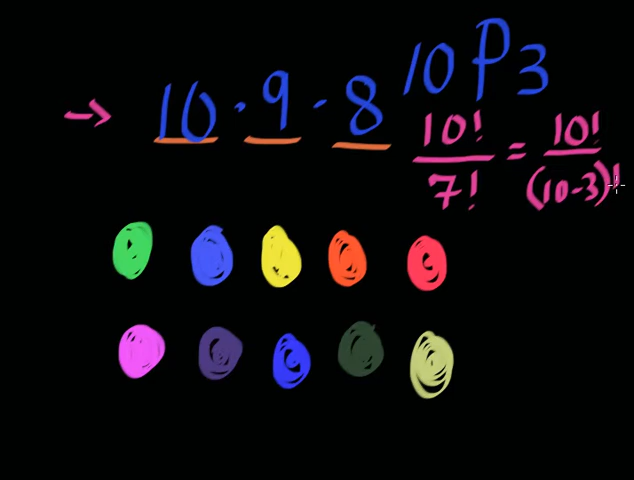 → 10 · 9 · 8 10P3
10! / 7! = 10! / (10-3)!